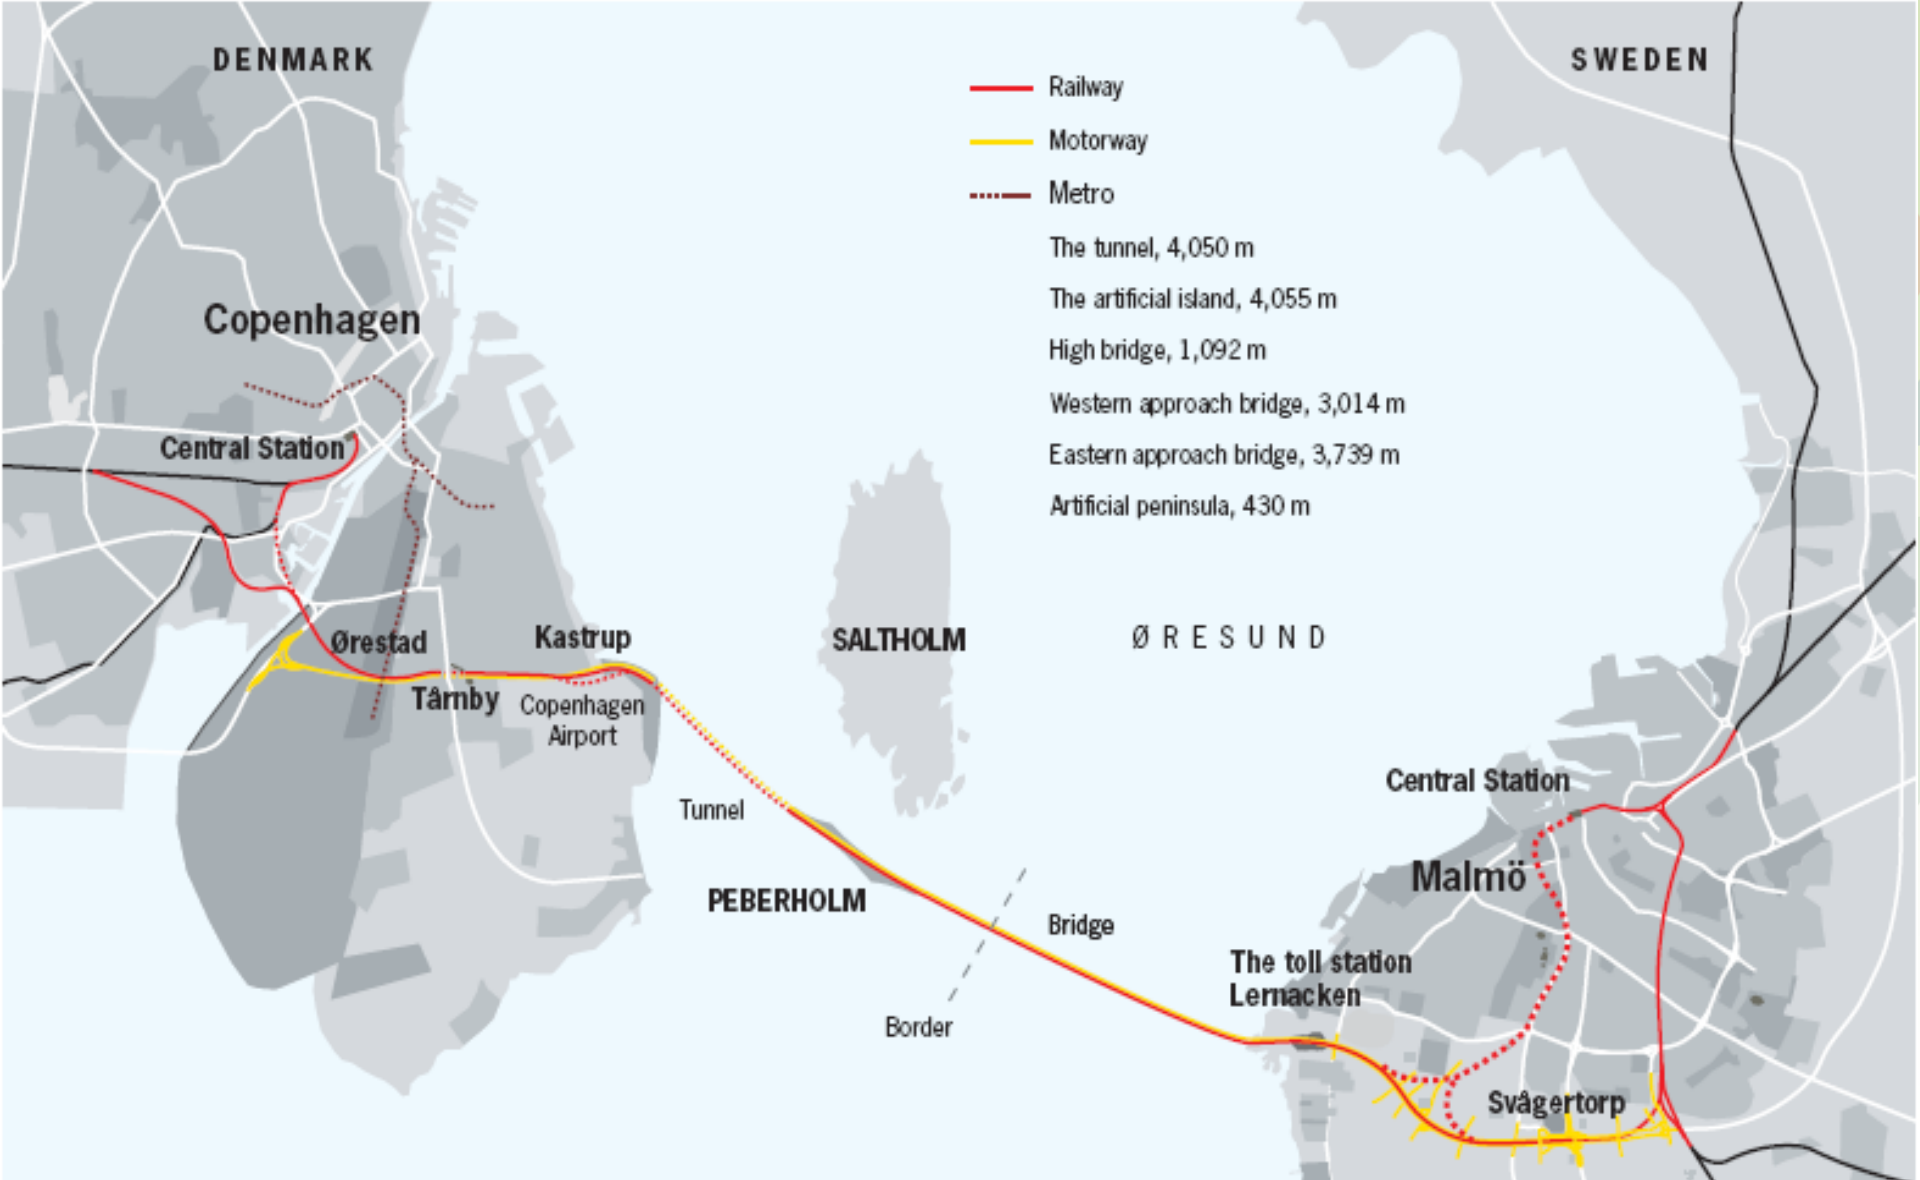 DENMARK
SWEDEN
Railway
Motorway
Metro
The tunnel, 4,050 m
The artificial island, 4,055 m
High bridge, 1,092 m
Western approach bridge, 3,014 m
Eastern approach bridge, 3,739 m
Artificial peninsula, 430 m
Copenhagen
Central Station
Ørestad
Kastrup
SALTHOLM
ØRESUND
Tårnby
Copenhagen
Airport
Tunnel
Central Station
Malmö
PEBERHOLM
Bridge
The toll station
Lernacken
Border
Svågertorp